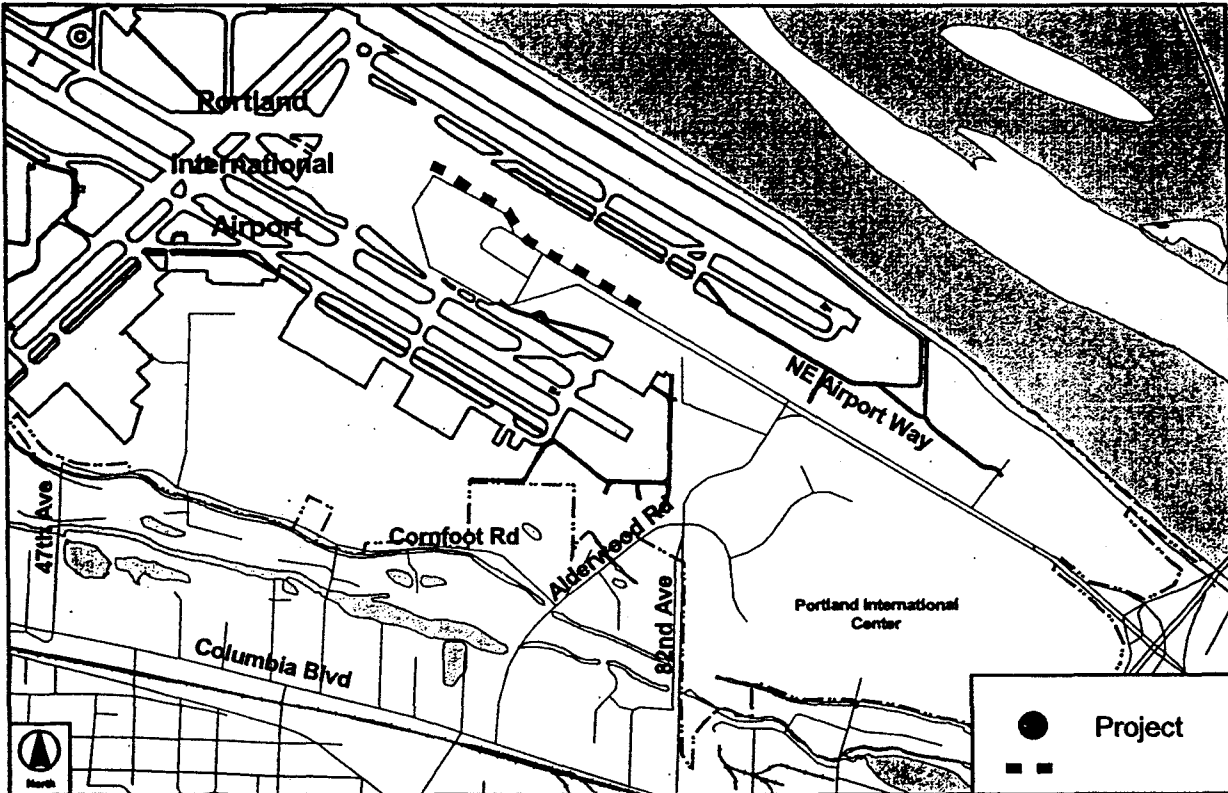 Portland
International
Airport
NE Airport Way
47th Ave
Cornfoot Rd
Alderwood Rd
82nd Ave
Portland International
Center
Columbia Blvd
North
Project